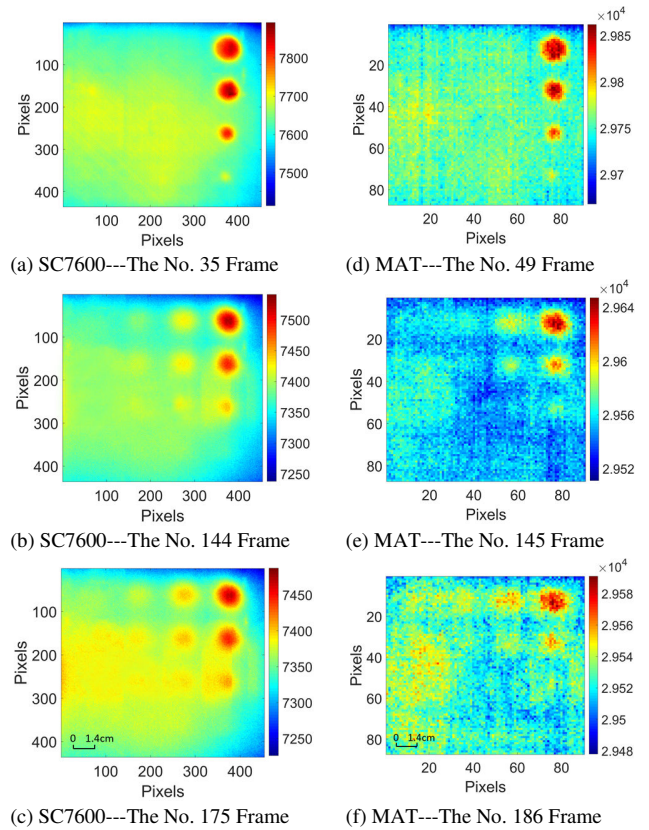 7800
7700
7600
7500
100
200
300
400
100 200 300 400
Pixels
Pixels
(a) SC7600---The No. 35 Frame
×10⁴
2.985
2.98
2.975
2.97
20
40
60
80
20 40 60 80
Pixels
Pixels
(d) MAT---The No. 49 Frame
7500
7450
7400
7350
7300
7250
0
100
200
300
400
100 200 300 400
Pixels
Pixels
(b) SC7600---The No. 144 Frame
×10⁴
2.964
2.96
2.956
2.952
20
40
60
80
20 40 60 80
Pixels
Pixels
(e) MAT---The No. 145 Frame
7450
7400
7350
7300
7250
0
100
200
300
400
0 1.4cm
100 200 300 400
Pixels
Pixels
(c) SC7600---The No. 175 Frame
×10⁴
2.958
2.954
2.95
2.948
20
40
60
80
0 1.4cm
20 40 60 80
Pixels
Pixels
(f) MAT---The No. 186 Frame